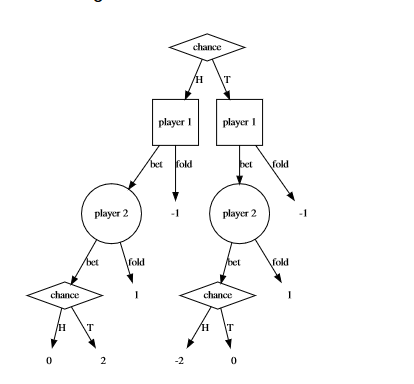 chance
H T
player 1 player 1
bet fold bet fold
player 2 -1 player 2 -1
bet fold bet fold
chance 1 chance 1
H T H T
0 2 -2 0